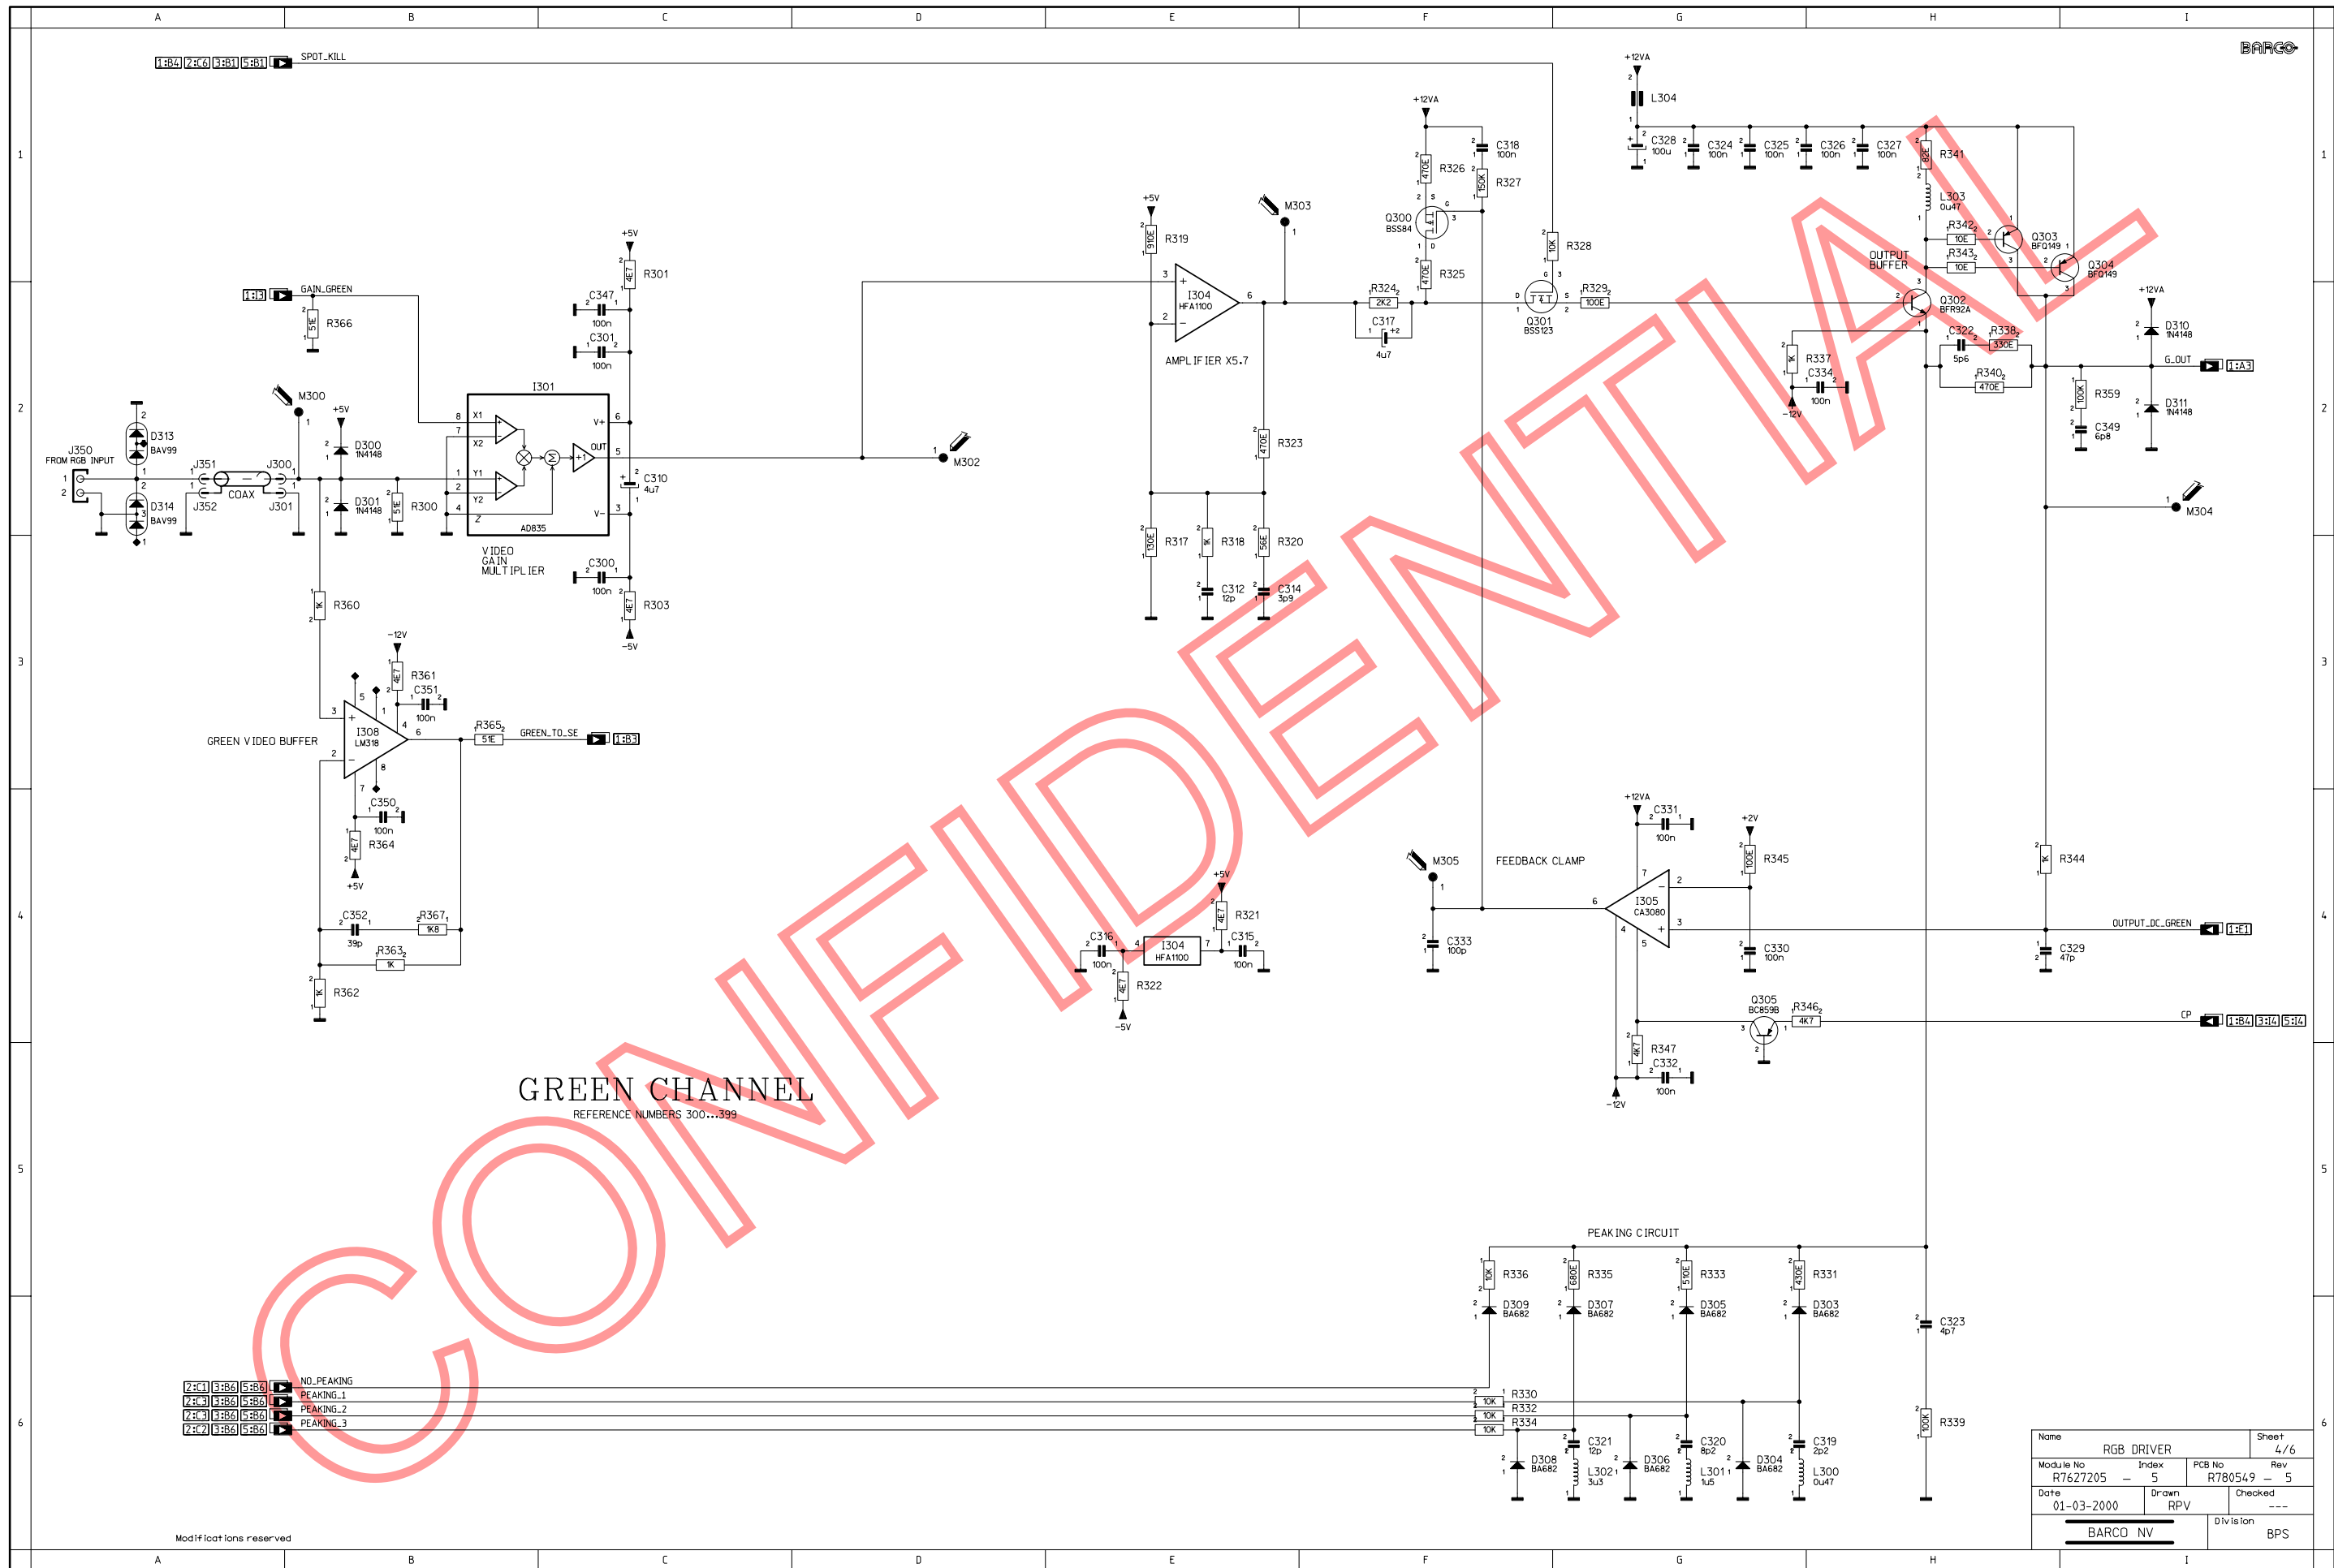 A B C D E F G H I
BARCO
1:B4 2:C6 3:B1 5:B1 SPOT_KILL
+12VA
2
L304
1
+12VA
C328 100u
C324 100n
C325 100n
C326 100n
C327 100n
82E R341
L303 0u47
R342 10E
R343 10E
Q303 BFQ149
Q304 BFQ149
OUTPUT
BUFFER
Q302 BFR92A
C318 100n
470E R326
150K R327
Q300 BSS84
S G D
470E R325
10K R328
+5V
910E R319
M303
R324 2K2
C317 4u7
Q301 BSS123
R329 100E
I304 HFA1100
AMPLIFIER X5.7
1:I3 GAIN_GREEN
51E R366
+5V
4E7 R301
C347 100n
C301 100n
R337 1K
C334 100n
-12V
C322 5p6
R338 330E
R340 470E
+12VA
D310 1N4148
G_OUT 1:A3
100K R359
D311 1N4148
C349 6p8
M304
M300
+5V
D300 1N4148
D301 1N4148
51E R300
J350
FROM RGB INPUT
D313 BAV99
D314 BAV99
J351 J300
COAX
J352 J301
I301
8 X1
7 X2
1 Y1
2 Y2
4 Z
V+ 6
OUT 5
V- 3
+1
AD835
VIDEO
GAIN
MULTIPLIER
C310 4u7
C300 100n
4E7 R303
-5V
M302
470E R323
130E R317
1K R318
56E R320
C312 12p
C314 3p9
1K R360
-12V
4E7 R361
C351 100n
GREEN VIDEO BUFFER
I308 LM318
R365 51E
GREEN_TO_SE 1:B3
C350 100n
4E7 R364
+5V
C352 39p
R367 1K8
R363 1K
1K R362
+5V
4E7 R321
C316 100n
I304 HFA1100
C315 100n
4E7 R322
-5V
M305
FEEDBACK CLAMP
C333 100p
+12VA
C331 100n
+2V
100E R345
I305 CA3080
C330 100n
1K R344
OUTPUT_DC_GREEN 1:E1
C329 47p
Q305 BC859B
R346 4K7
CP 1:B4 3:I4 5:I4
4K7 R347
C332 100n
-12V
GREEN CHANNEL
REFERENCE NUMBERS 300...399
CONFIDENTIAL
PEAKING CIRCUIT
10K R336
680E R335
510E R333
430E R331
D309 BA682
D307 BA682
D305 BA682
D303 BA682
C323 4p7
2:C1 3:B6 5:B6 NO_PEAKING
2:C3 3:B6 5:B6 PEAKING_1
2:C3 3:B6 5:B6 PEAKING_2
2:C2 3:B6 5:B6 PEAKING_3
10K R330
10K R332
10K R334
100K R339
D308 BA682
C321 12p
L302 3u3
D306 BA682
C320 8p2
L301 1u5
D304 BA682
C319 2p2
L300 0u47
Name
RGB DRIVER
Sheet
4/6
Module No Index
R7627205 - 5
PCB No Rev
R780549 - 5
Date
01-03-2000
Drawn
RPV
Checked
---
BARCO NV
Division
BPS
Modifications reserved
A B C D E F G H I